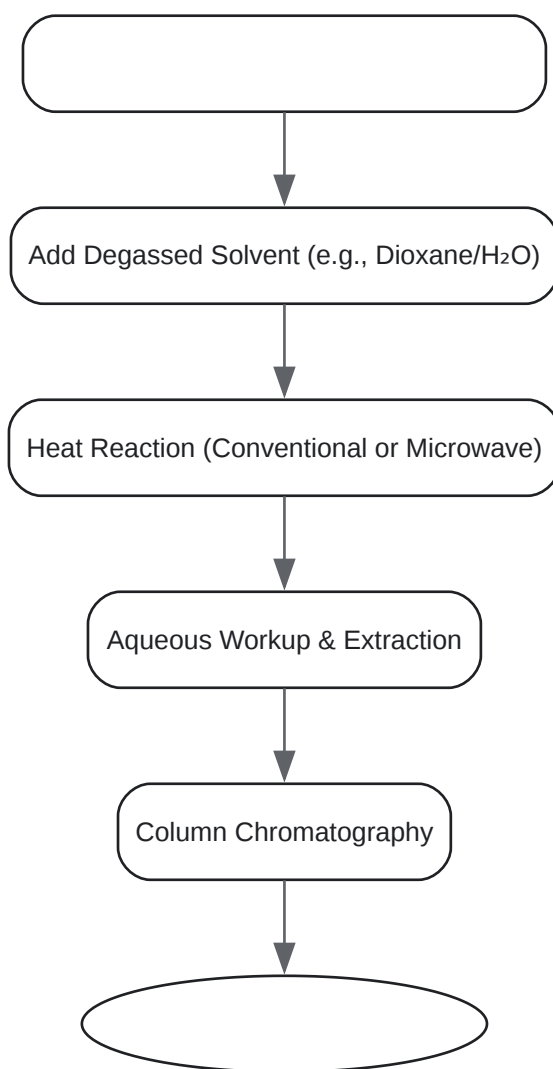 Add Degassed Solvent (e.g., Dioxane/H₂O)
Heat Reaction (Conventional or Microwave)
Aqueous Workup & Extraction
Column Chromatography